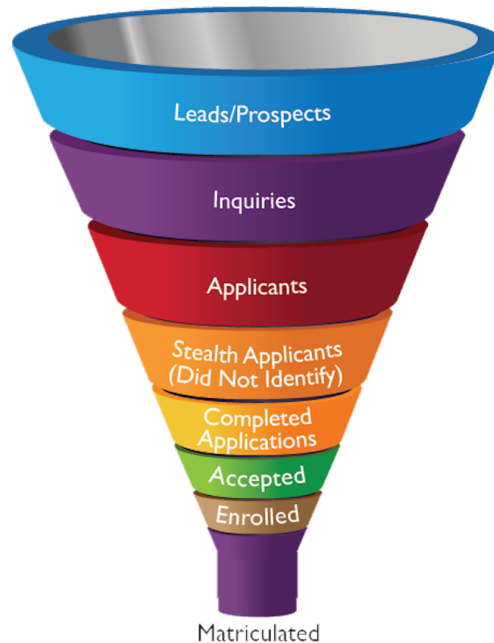 Leads/Prospects
Inquiries
Applicants
Stealth Applicants
(Did Not Identify)
Completed
Applications
Accepted
Enrolled
Matriculated